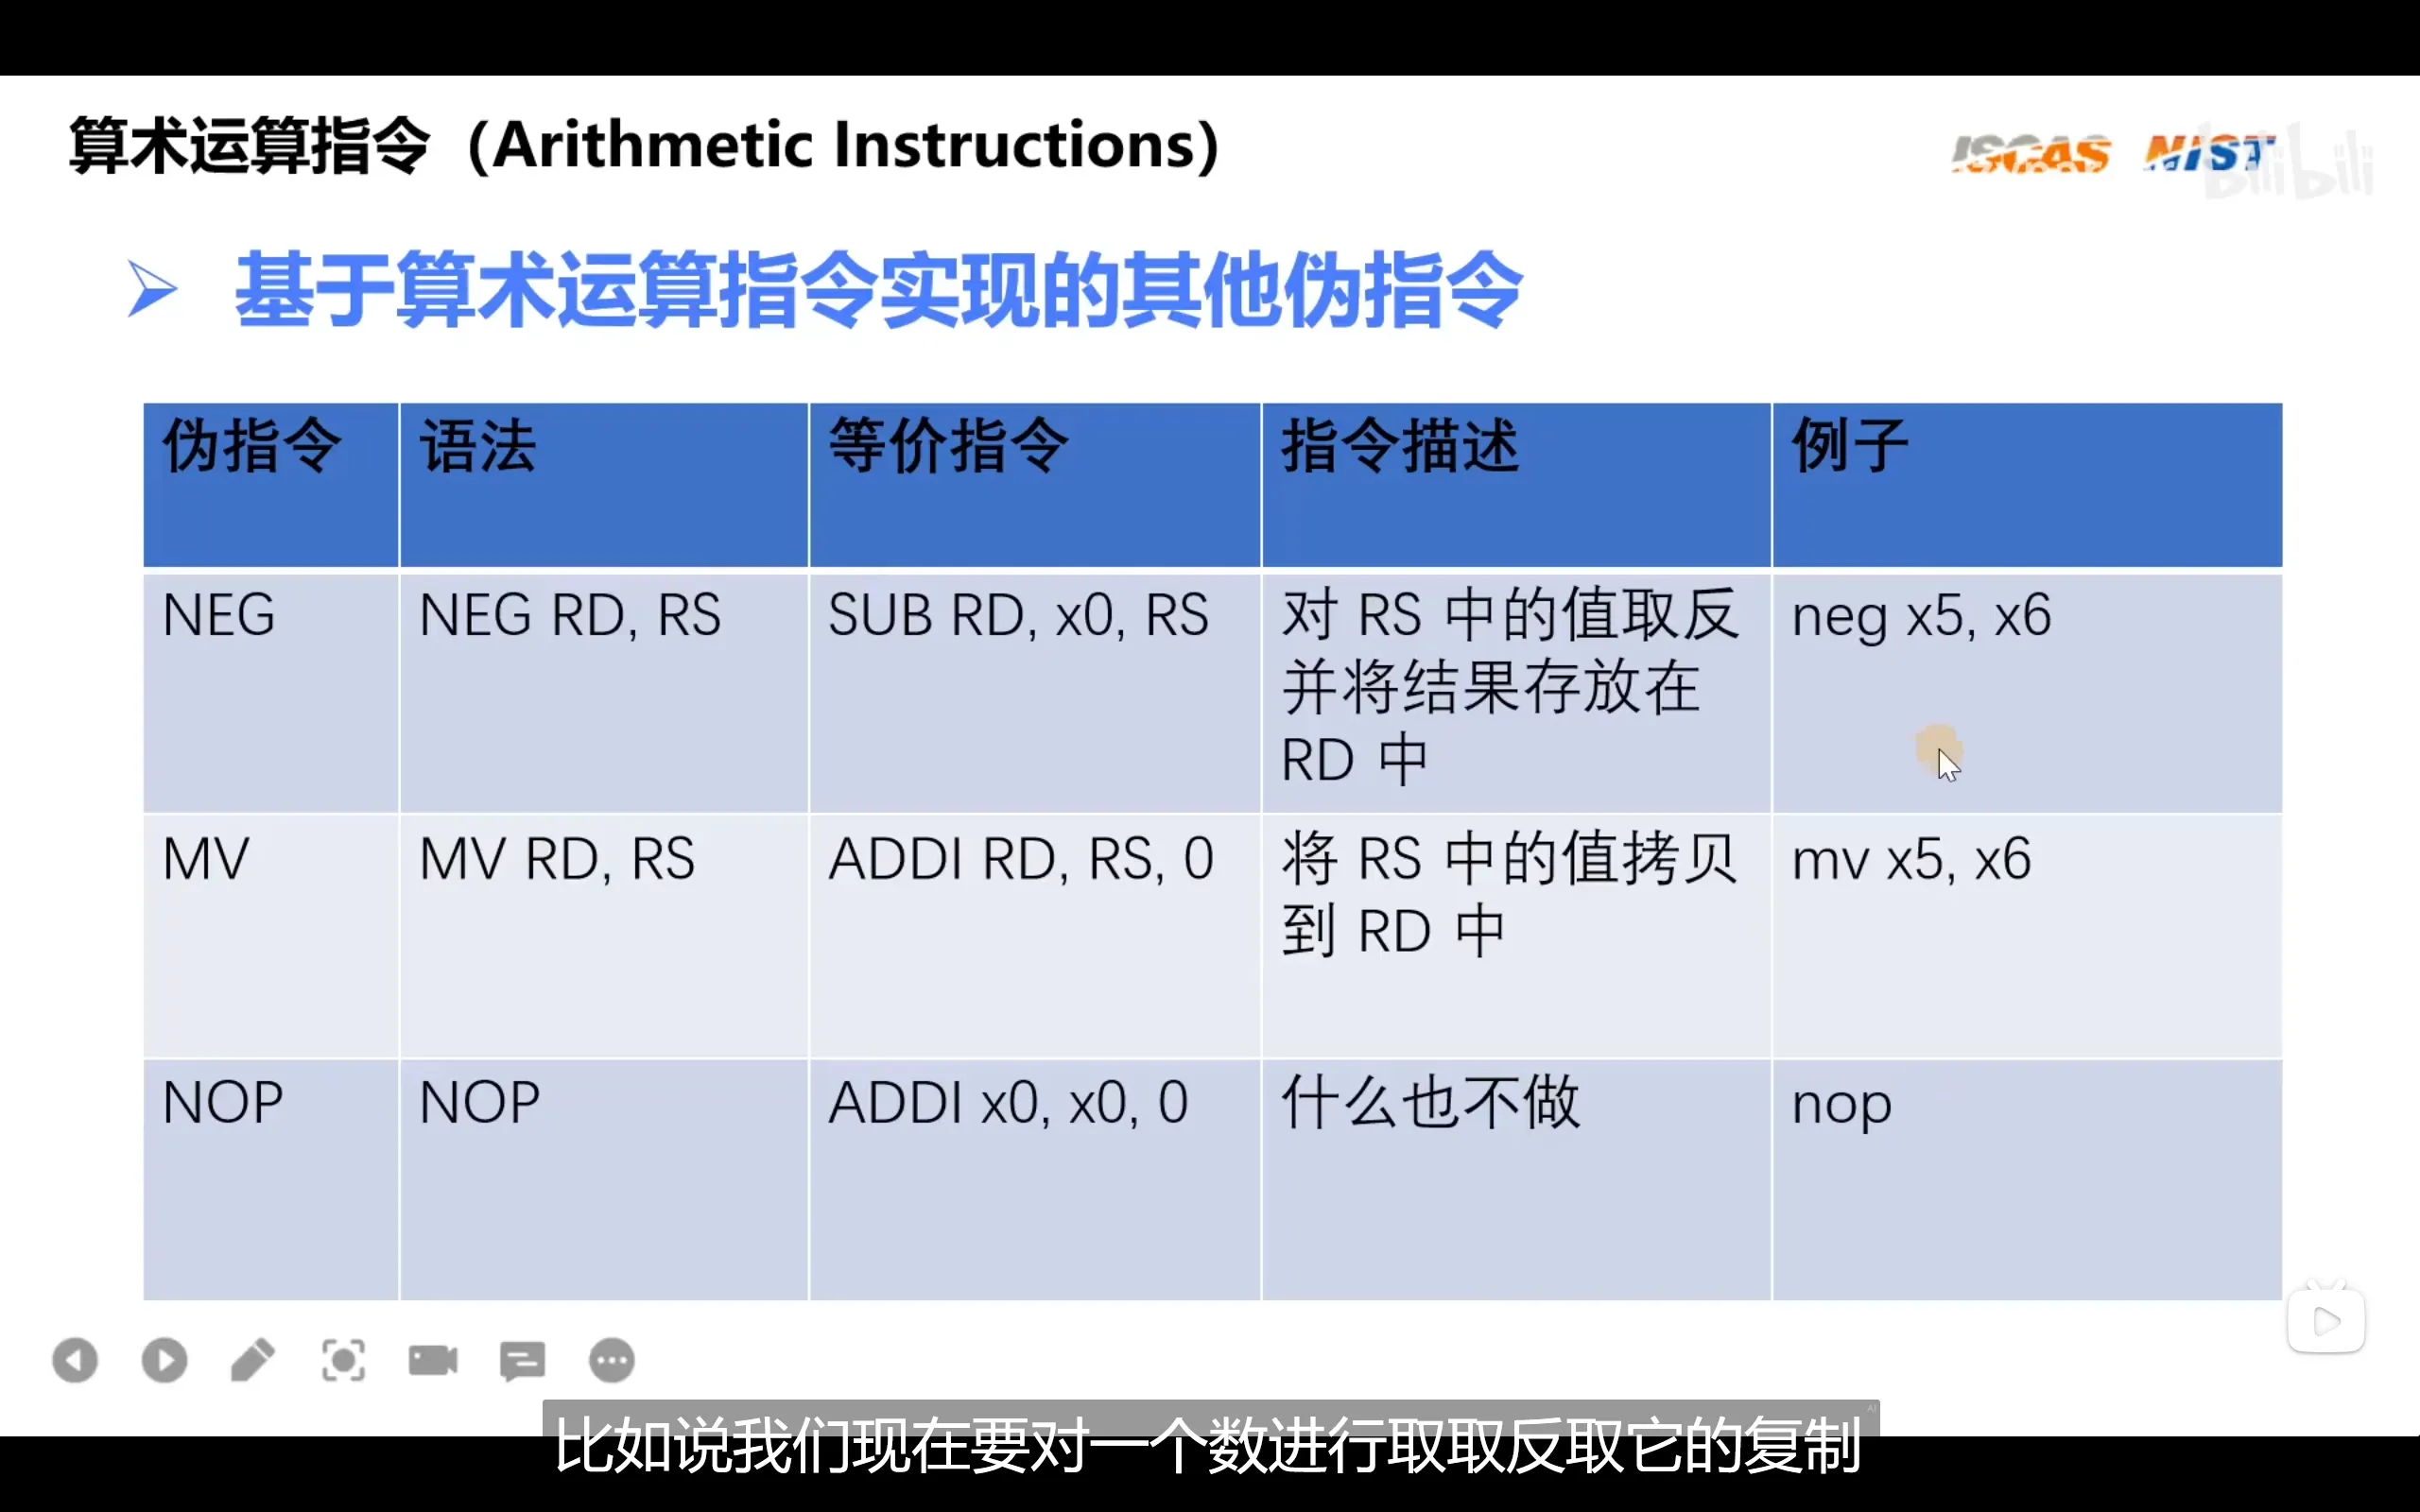 算术运算指令（Arithmetic Instructions）
ISCAS NIST
bilibili
基于算术运算指令实现的其他伪指令
伪指令 语法 等价指令 指令描述 例子
NEG NEG RD, RS SUB RD, x0, RS 对 RS 中的值取反 neg x5, x6
并将结果存放在
RD 中
MV MV RD, RS ADDI RD, RS, 0 将 RS 中的值拷贝 mv x5, x6
到 RD 中
NOP NOP ADDI x0, x0, 0 什么也不做 nop
AI
比如说我们现在要对一个数进行取取反取它的复制